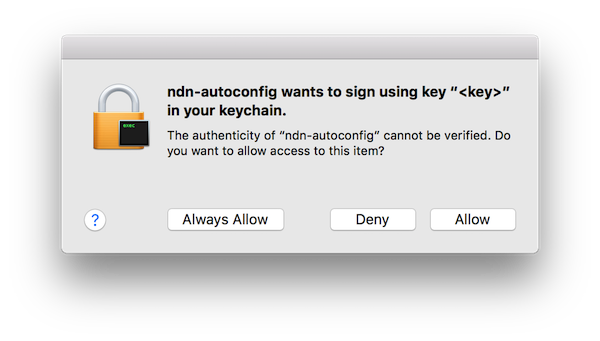 exec
ndn-autoconfig wants to sign using key “<key>”
in your keychain.
The authenticity of “ndn-autoconfig” cannot be verified. Do
you want to allow access to this item?
?
Always Allow
Deny
Allow